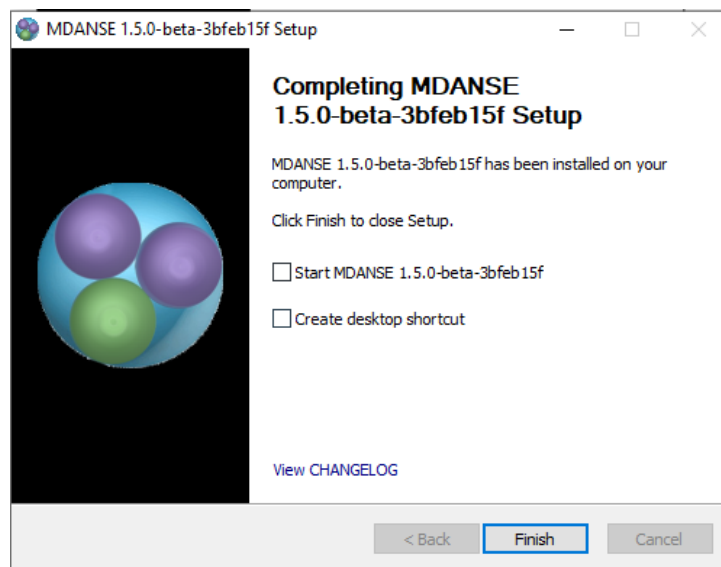 MDANSE 1.5.0-beta-3bfeb15f Setup
Completing MDANSE
1.5.0-beta-3bfeb15f Setup
MDANSE 1.5.0-beta-3bfeb15f has been installed on your
computer.
Click Finish to close Setup.
Start MDANSE 1.5.0-beta-3bfeb15f
Create desktop shortcut
View CHANGELOG
< Back
Finish
Cancel